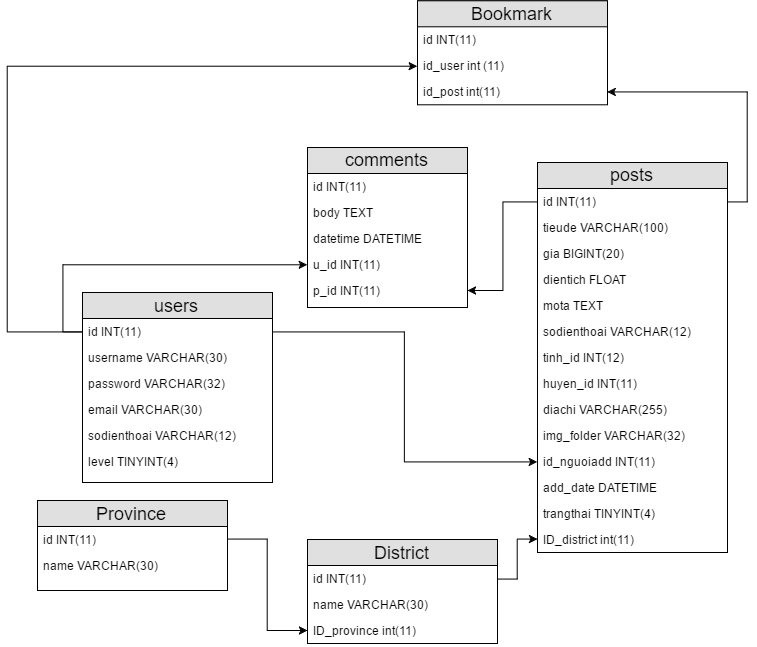 Bookmark
id INT(11)
id_user int (11)
id_post int(11)
comments
id INT(11)
body TEXT
datetime DATETIME
u_id INT(11)
p_id INT(11)
posts
id INT(11)
tieude VARCHAR(100)
gia BIGINT(20)
dientich FLOAT
mota TEXT
sodienthoai VARCHAR(12)
tinh_id INT(12)
huyen_id INT(11)
diachi VARCHAR(255)
img_folder VARCHAR(32)
id_nguoiadd INT(11)
add_date DATETIME
trangthai TINYINT(4)
ID_district int(11)
users
id INT(11)
username VARCHAR(30)
password VARCHAR(32)
email VARCHAR(30)
sodienthoai VARCHAR(12)
level TINYINT(4)
Province
id INT(11)
name VARCHAR(30)
District
id INT(11)
name VARCHAR(30)
ID_province int(11)